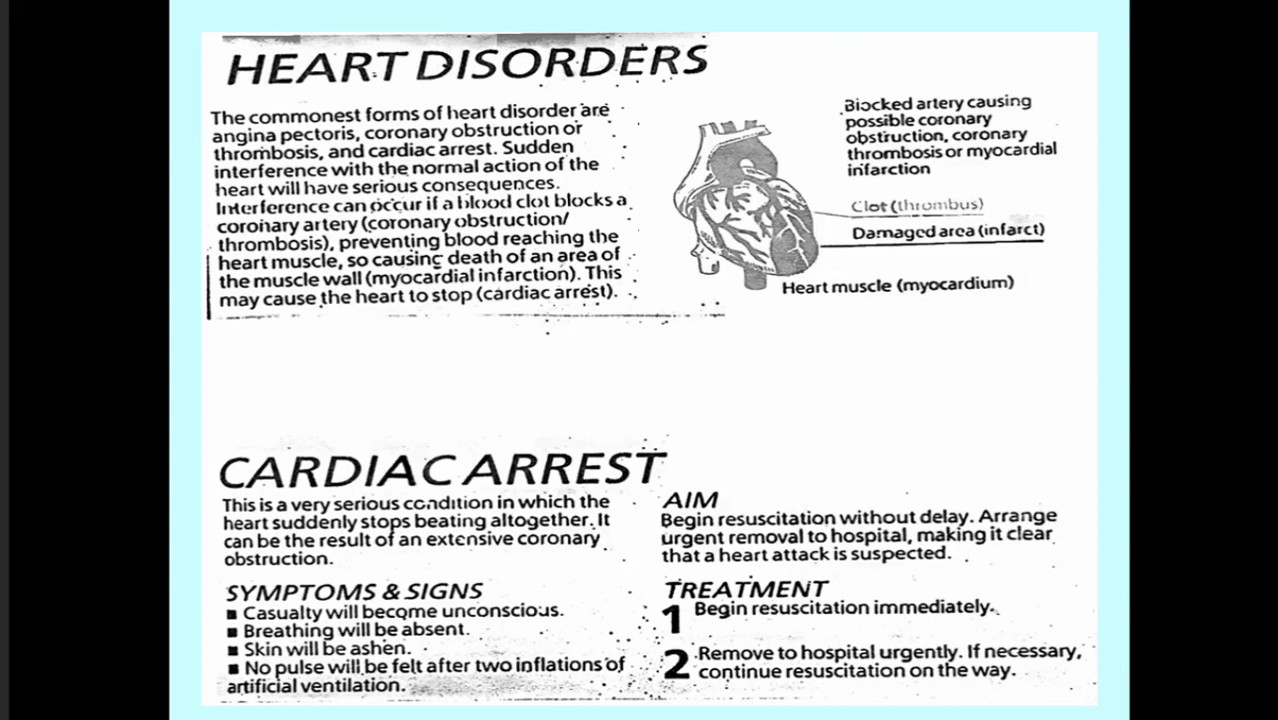 HEART DISORDERS
The commonest forms of heart disorder are
angina pectoris, coronary obstruction or
thrombosis, and cardiac arrest. Sudden
interference with the normal action of the
heart will have serious consequences.
Interference can occur if a blood clot blocks a
coronary artery (coronary obstruction/
thrombosis), preventing blood reaching the
heart muscle, so causing death of an area of
the muscle wall (myocardial infarction). This
may cause the heart to stop (cardiac arrest).
Blocked artery causing
possible coronary
obstruction, coronary
thrombosis or myocardial
infarction
Clot (thrombus)
Damaged area (infarct)
Heart muscle (myocardium)
CARDIAC ARREST
This is a very serious condition in which the
heart suddenly stops beating altogether. It
can be the result of an extensive coronary
obstruction.
SYMPTOMS & SIGNS
■ Casualty will become unconscious.
■ Breathing will be absent.
■ Skin will be ashen.
■ No pulse will be felt after two inflations of
artificial ventilation.
AIM
Begin resuscitation without delay. Arrange
urgent removal to hospital, making it clear
that a heart attack is suspected.
TREATMENT
1 Begin resuscitation immediately.
2 Remove to hospital urgently. If necessary,
continue resuscitation on the way.